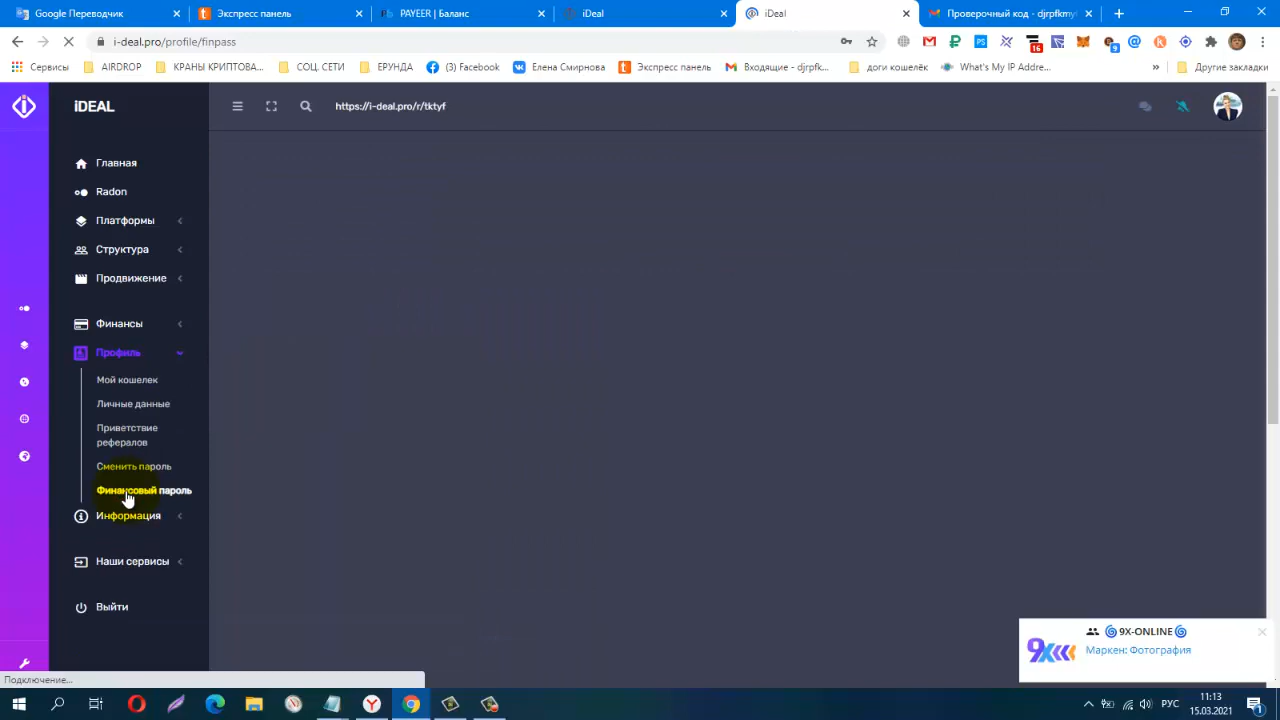 Google Переводчик
Экспресс панель
PAYEER | Баланс
iDeal
iDeal
Проверочный код - djrpfkmy
i-deal.pro/profile/finpass
16
9
Сервисы
AIRDROP
КРАНЫ КРИПТОВА...
СОЦ. СЕТИ
ЕРУНДА
(3) Facebook
Елена Смирнова
Экспресс панель
Входящие - djrpfk...
доги кошелёк
What's My IP Addre...
»
Другие закладки
iDEAL
https://i-deal.pro/r/tktyf
Главная
Radon
Платформы
Структура
Продвижение
Финансы
Профиль
Мой кошелек
Личные данные
Приветствие
рефералов
Сменить пароль
Финансовый пароль
Информация
Наши сервисы
Выйти
9X-ONLINE
Маркен: Фотография
Подключение...
РУС
11:13
15.03.2021